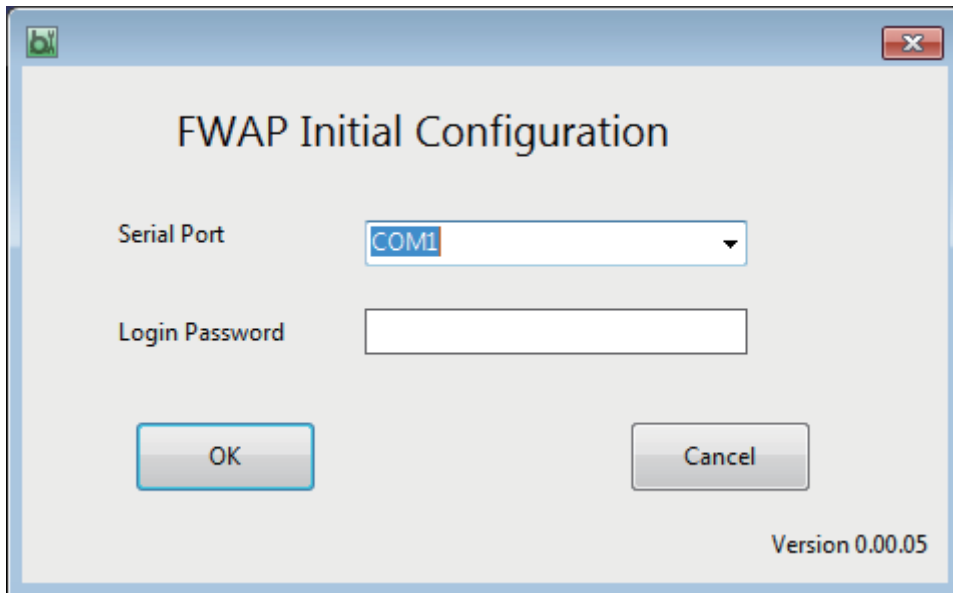 FWAP Initial Configuration
Serial Port
COM1
Login Password
OK
Cancel
Version 0.00.05